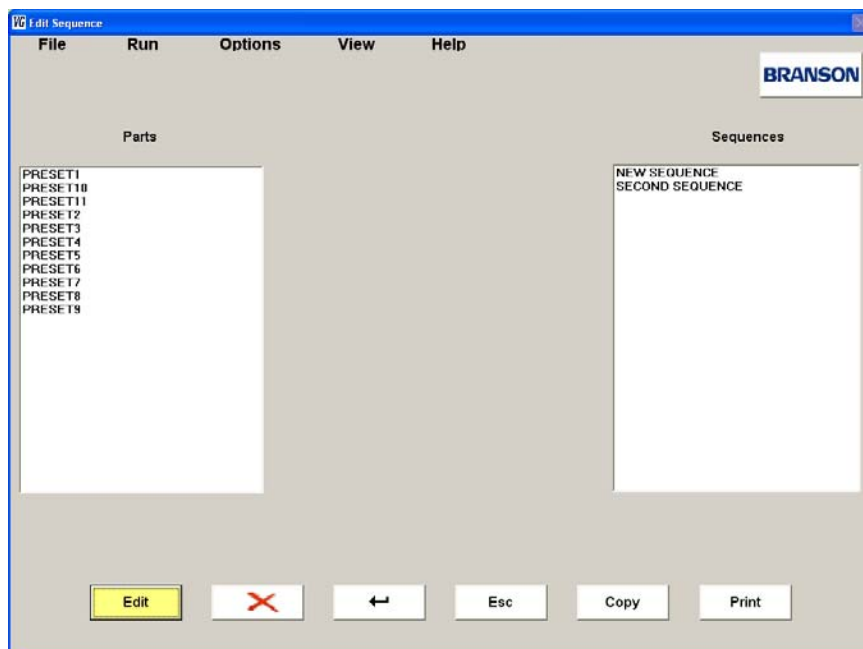 VG Edit Sequence
File Run Options View Help
BRANSON
Parts
Sequences
PRESET1
PRESET10
PRESET11
PRESET2
PRESET3
PRESET4
PRESET5
PRESET6
PRESET7
PRESET8
PRESET9
NEW SEQUENCE
SECOND SEQUENCE
Edit Esc Copy Print